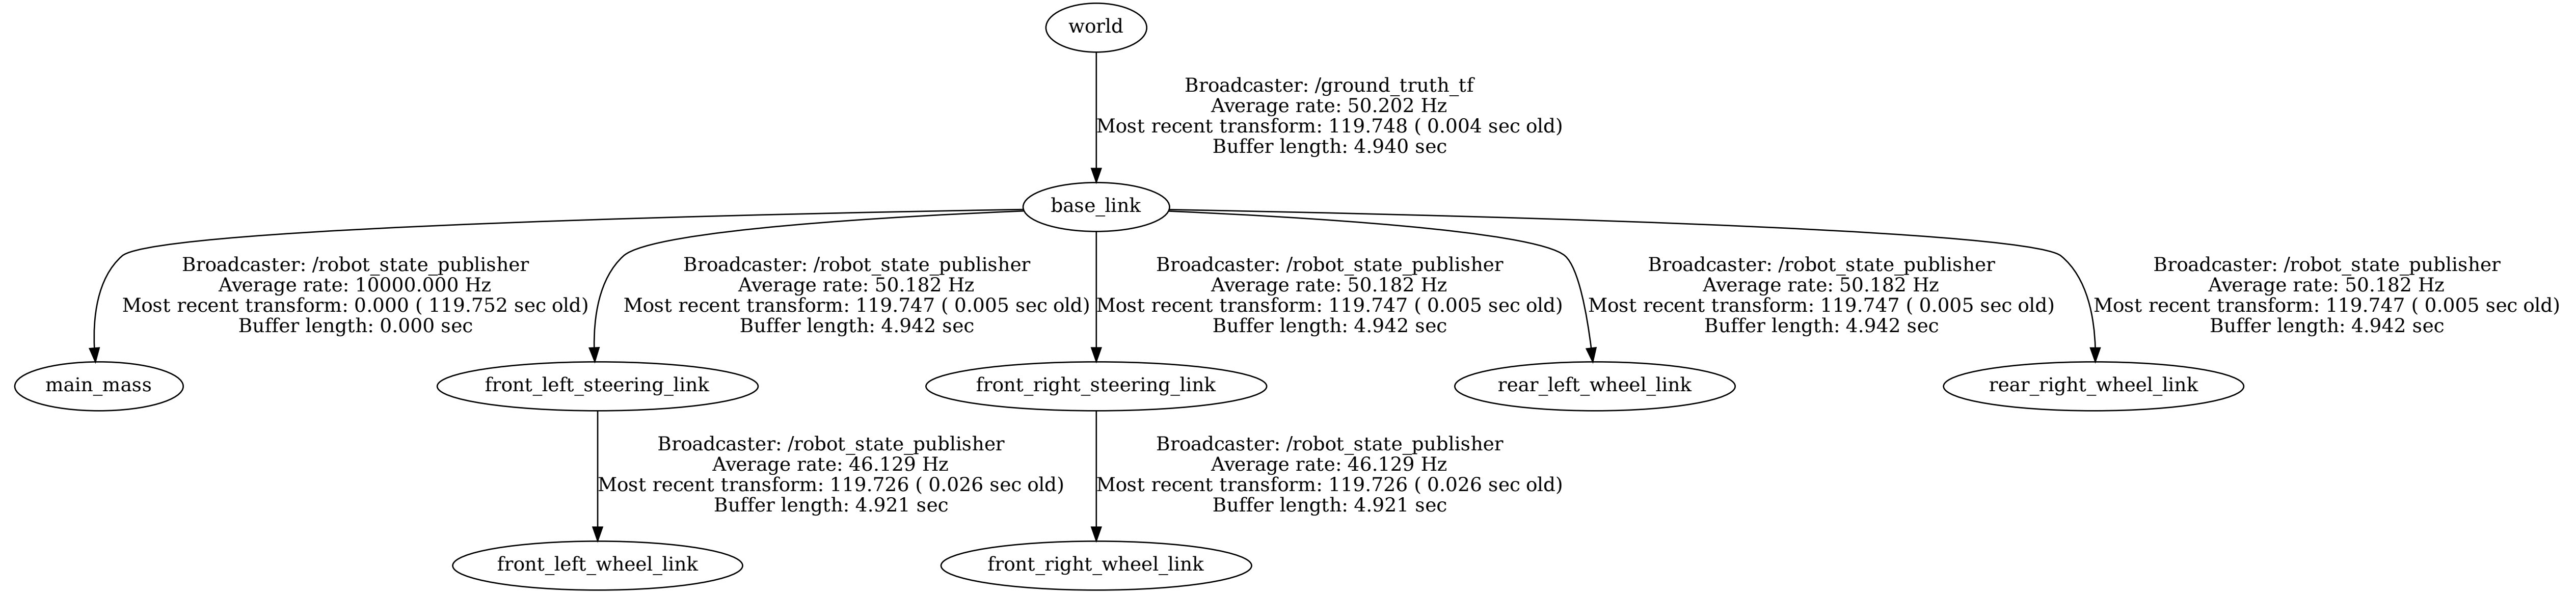 world
Broadcaster: /ground_truth_tf
Average rate: 50.202 Hz
Most recent transform: 119.748 ( 0.004 sec old)
Buffer length: 4.940 sec
base_link
Broadcaster: /robot_state_publisher
Average rate: 10000.000 Hz
Most recent transform: 0.000 ( 119.752 sec old)
Buffer length: 0.000 sec
Broadcaster: /robot_state_publisher
Average rate: 50.182 Hz
Most recent transform: 119.747 ( 0.005 sec old)
Buffer length: 4.942 sec
Broadcaster: /robot_state_publisher
Average rate: 50.182 Hz
Most recent transform: 119.747 ( 0.005 sec old)
Buffer length: 4.942 sec
Broadcaster: /robot_state_publisher
Average rate: 50.182 Hz
Most recent transform: 119.747 ( 0.005 sec old)
Buffer length: 4.942 sec
Broadcaster: /robot_state_publisher
Average rate: 50.182 Hz
Most recent transform: 119.747 ( 0.005 sec old)
Buffer length: 4.942 sec
main_mass
front_left_steering_link
front_right_steering_link
rear_left_wheel_link
rear_right_wheel_link
Broadcaster: /robot_state_publisher
Average rate: 46.129 Hz
Most recent transform: 119.726 ( 0.026 sec old)
Buffer length: 4.921 sec
Broadcaster: /robot_state_publisher
Average rate: 46.129 Hz
Most recent transform: 119.726 ( 0.026 sec old)
Buffer length: 4.921 sec
front_left_wheel_link
front_right_wheel_link